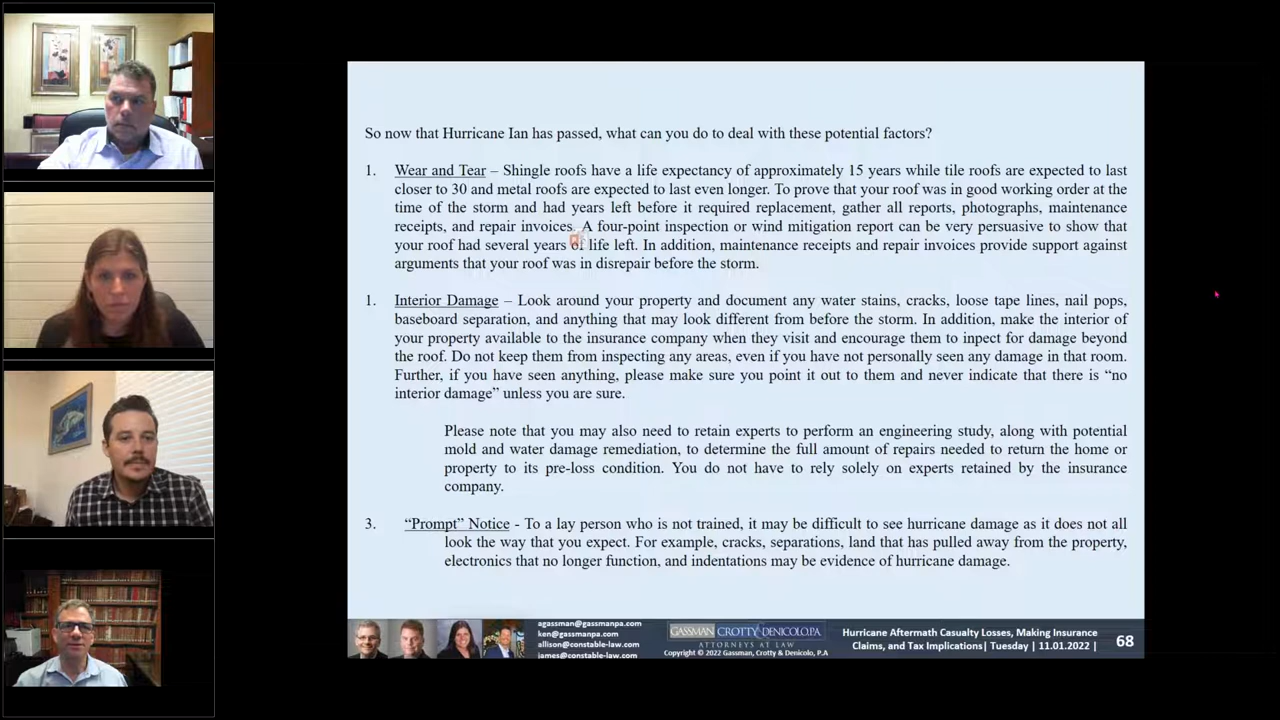 So now that Hurricane Ian has passed, what can you do to deal with these potential factors?
1. Wear and Tear – Shingle roofs have a life expectancy of approximately 15 years while tile roofs are expected to last
closer to 30 and metal roofs are expected to last even longer. To prove that your roof was in good working order at the
time of the storm and had years left before it required replacement, gather all reports, photographs, maintenance
receipts, and repair invoices. A four-point inspection or wind mitigation report can be very persuasive to show that
your roof had several years of life left. In addition, maintenance receipts and repair invoices provide support against
arguments that your roof was in disrepair before the storm.
1. Interior Damage – Look around your property and document any water stains, cracks, loose tape lines, nail pops,
baseboard separation, and anything that may look different from before the storm. In addition, make the interior of
your property available to the insurance company when they visit and encourage them to inpect for damage beyond
the roof. Do not keep them from inspecting any areas, even if you have not personally seen any damage in that room.
Further, if you have seen anything, please make sure you point it out to them and never indicate that there is “no
interior damage” unless you are sure.
Please note that you may also need to retain experts to perform an engineering study, along with potential
mold and water damage remediation, to determine the full amount of repairs needed to return the home or
property to its pre-loss condition. You do not have to rely solely on experts retained by the insurance
company.
3. “Prompt” Notice - To a lay person who is not trained, it may be difficult to see hurricane damage as it does not all
look the way that you expect. For example, cracks, separations, land that has pulled away from the property,
electronics that no longer function, and indentations may be evidence of hurricane damage.
agassman@gassmanpa.com
ken@gassmanpa.com
allison@constable-law.com
james@constable-law.com
GASSMAN CROTTY & DENICOLO, P.A.
ATTORNEYS AT LAW
Copyright © 2022 Gassman, Crotty & Denicolo, P.A
Hurricane Aftermath Casualty Losses, Making Insurance
Claims, and Tax Implications| Tuesday | 11.01.2022 |
68